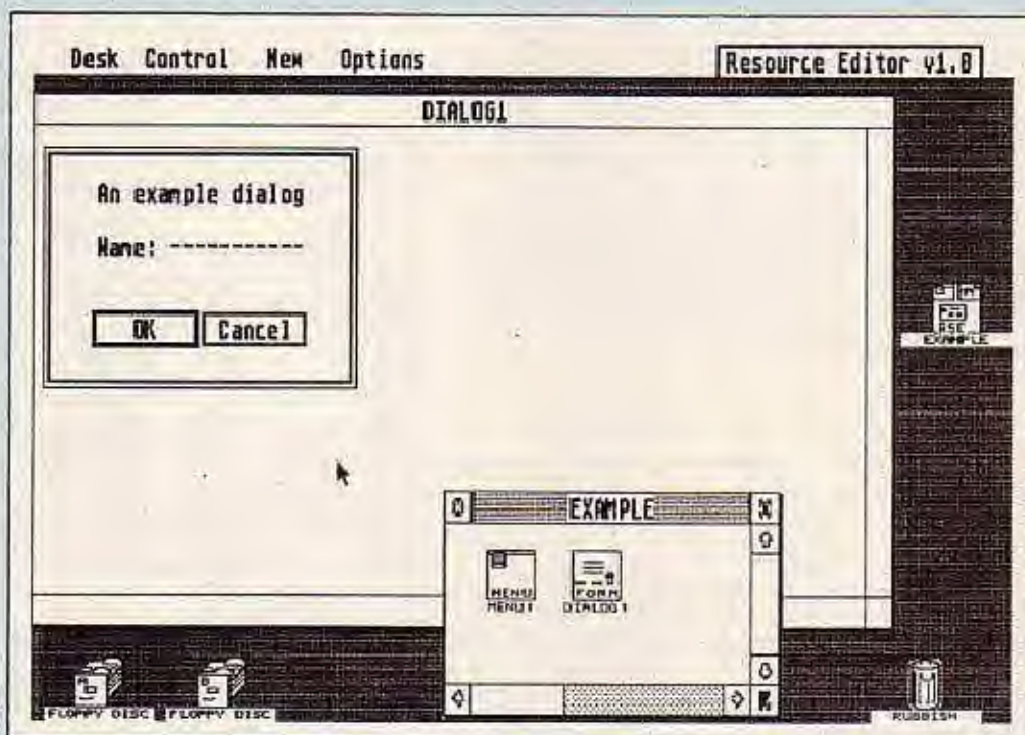 Desk Control New Options
Resource Editor v1.0
DIALOG1
An example dialog
Name: -----------
OK Cancel
RSE
EXAMPLE
EXAMPLE
MENU FORM
MENU1 DIALOG1
FLOPPY DISC FLOPPY DISC
RUBBISH